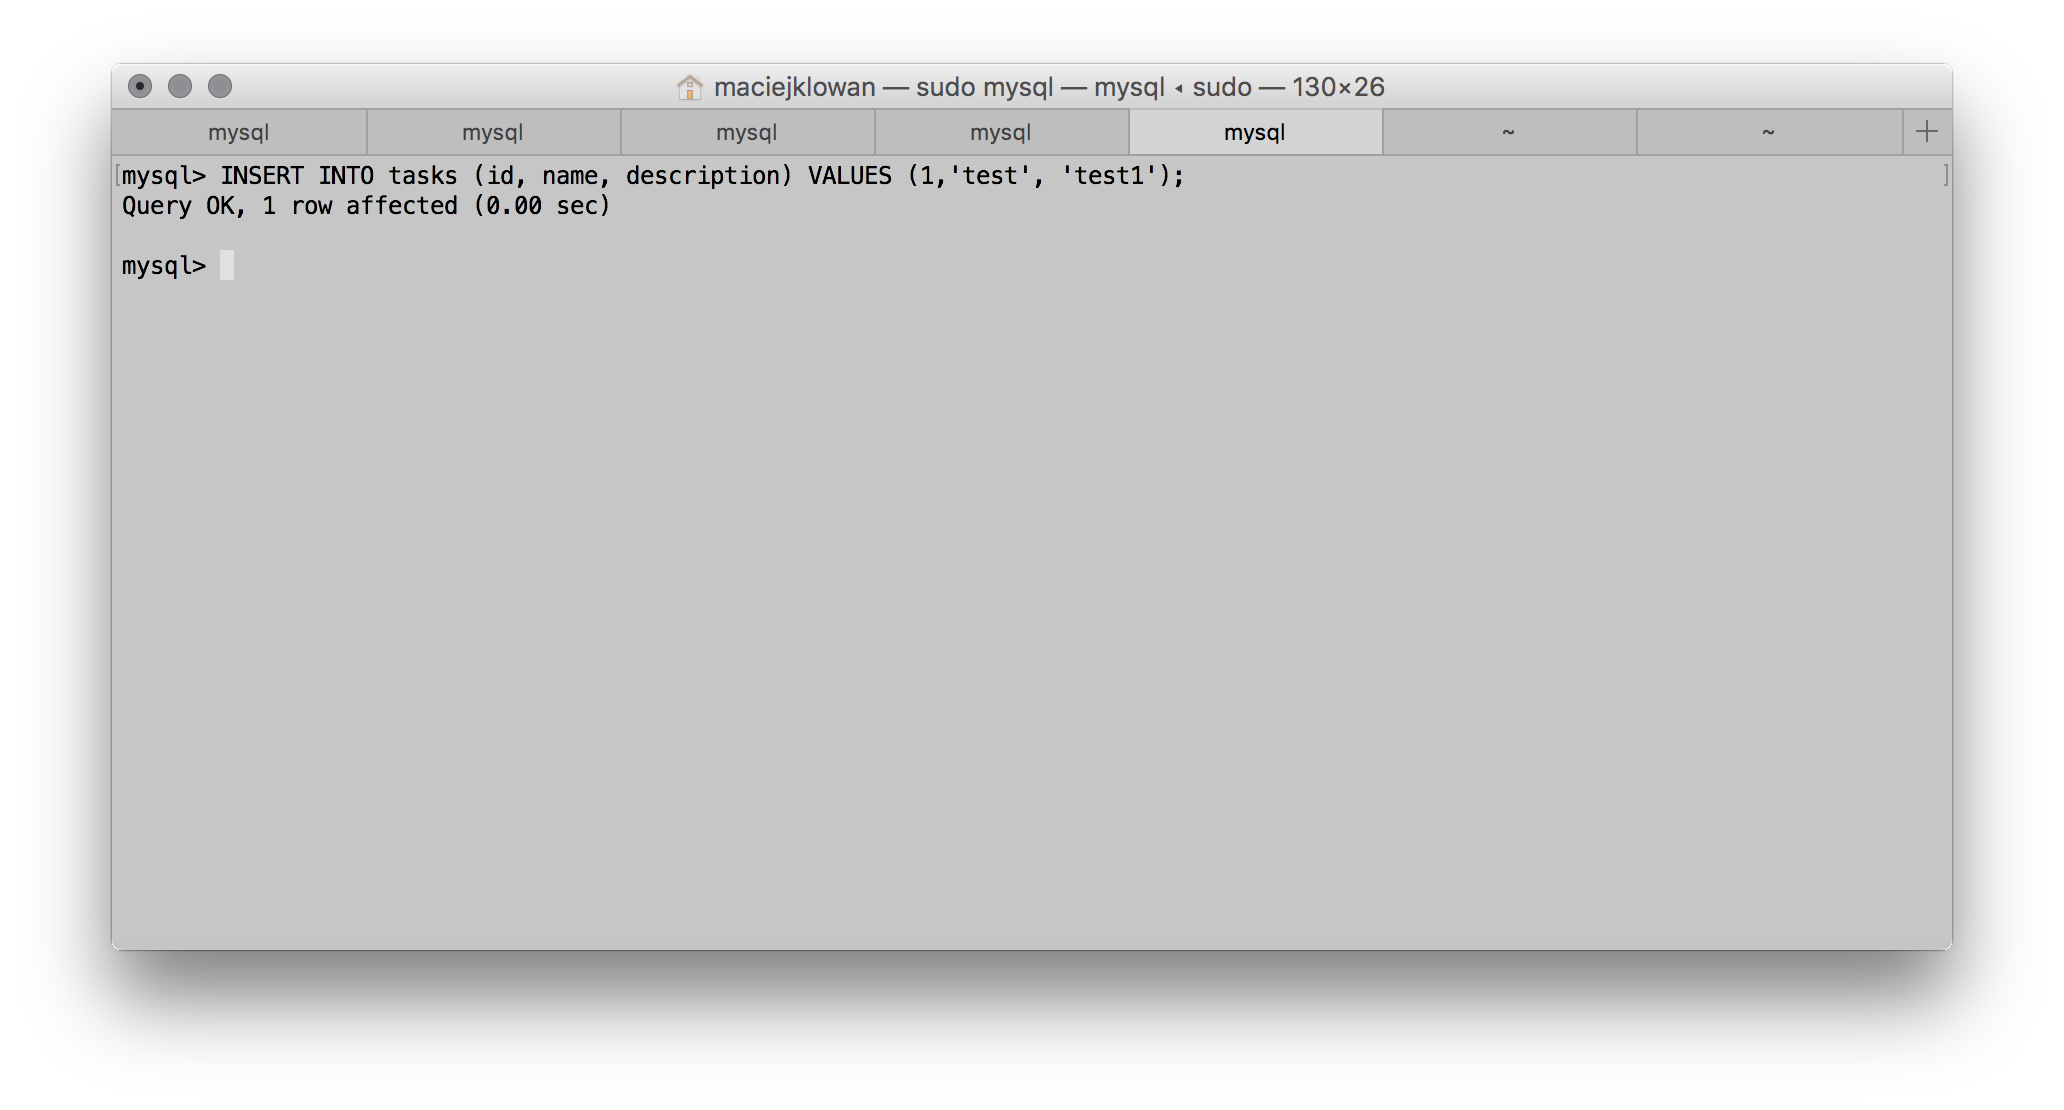 maciejklowan — sudo mysql — mysql ◂ sudo — 130×26
mysql mysql mysql mysql mysql ~ ~ +
mysql> INSERT INTO tasks (id, name, description) VALUES (1,'test', 'test1');
Query OK, 1 row affected (0.00 sec)
mysql>